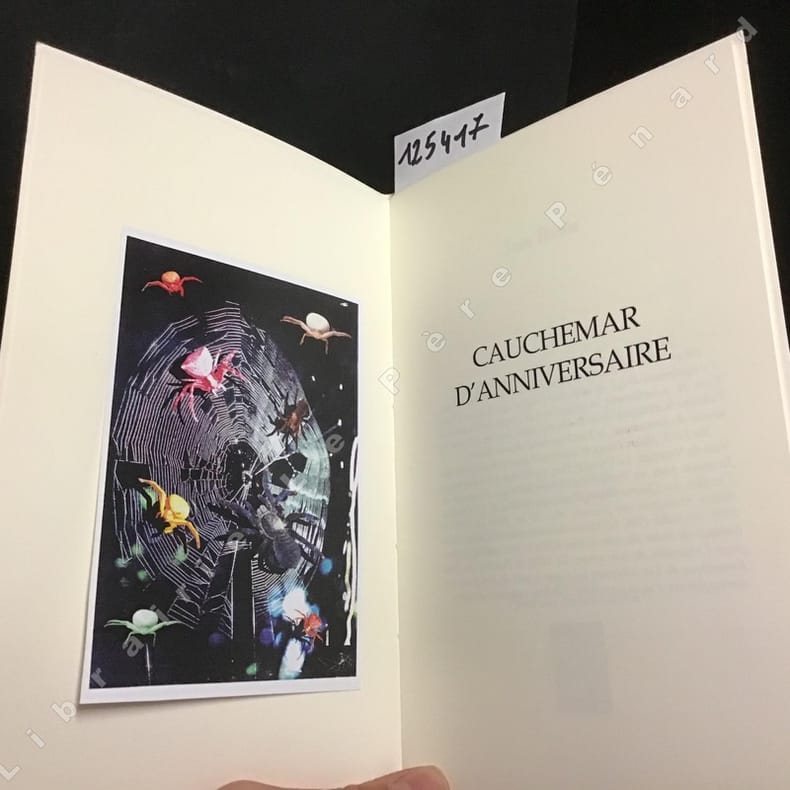 125417
CAUCHEMAR
D'ANNIVERSAIRE
Librairie Le Père Pénard